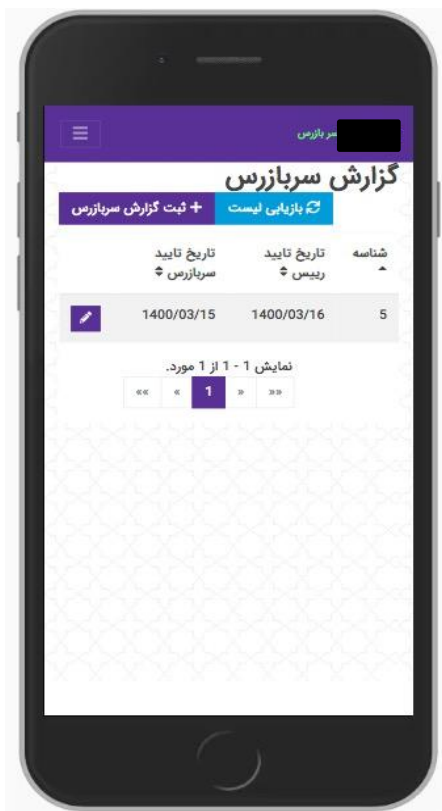 سر بازرس
گزارش سربازرس
بازیابی لیست + ثبت گزارش سربازرس
شناسه تاریخ تایید رییس تاریخ تایید سربازرس
5 1400/03/16 1400/03/15
نمایش 1 - 1 از 1 مورد.
«« « 1 » »»